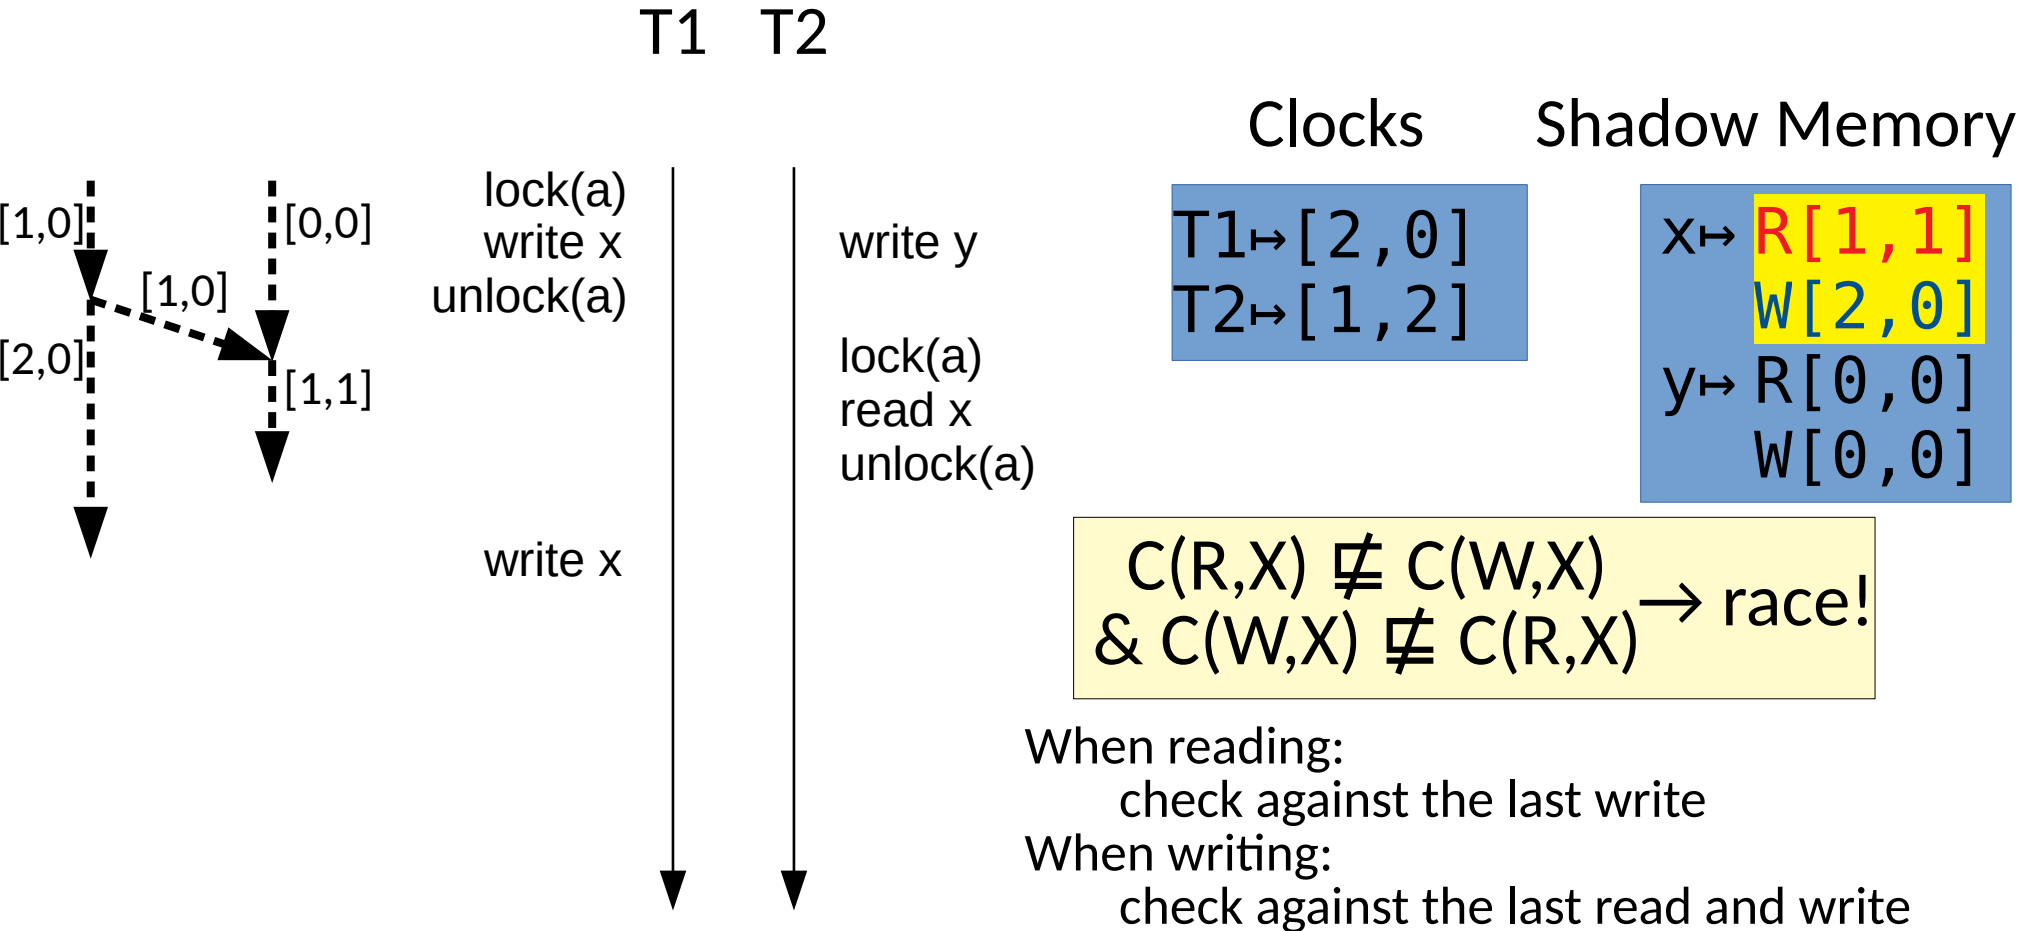 T1 T2
Clocks Shadow Memory
[1,0] [0,0]
[1,0]
[2,0]
[1,1]
lock(a)
write x
unlock(a)
write x
write y
lock(a)
read x
unlock(a)
T1↦[2,0]
T2↦[1,2]
x↦ R[1,1]
W[2,0]
y↦ R[0,0]
W[0,0]
C(R,X) ⋢ C(W,X)
& C(W,X) ⋢ C(R,X)
→ race!
When reading:
check against the last write
When writing:
check against the last read and write